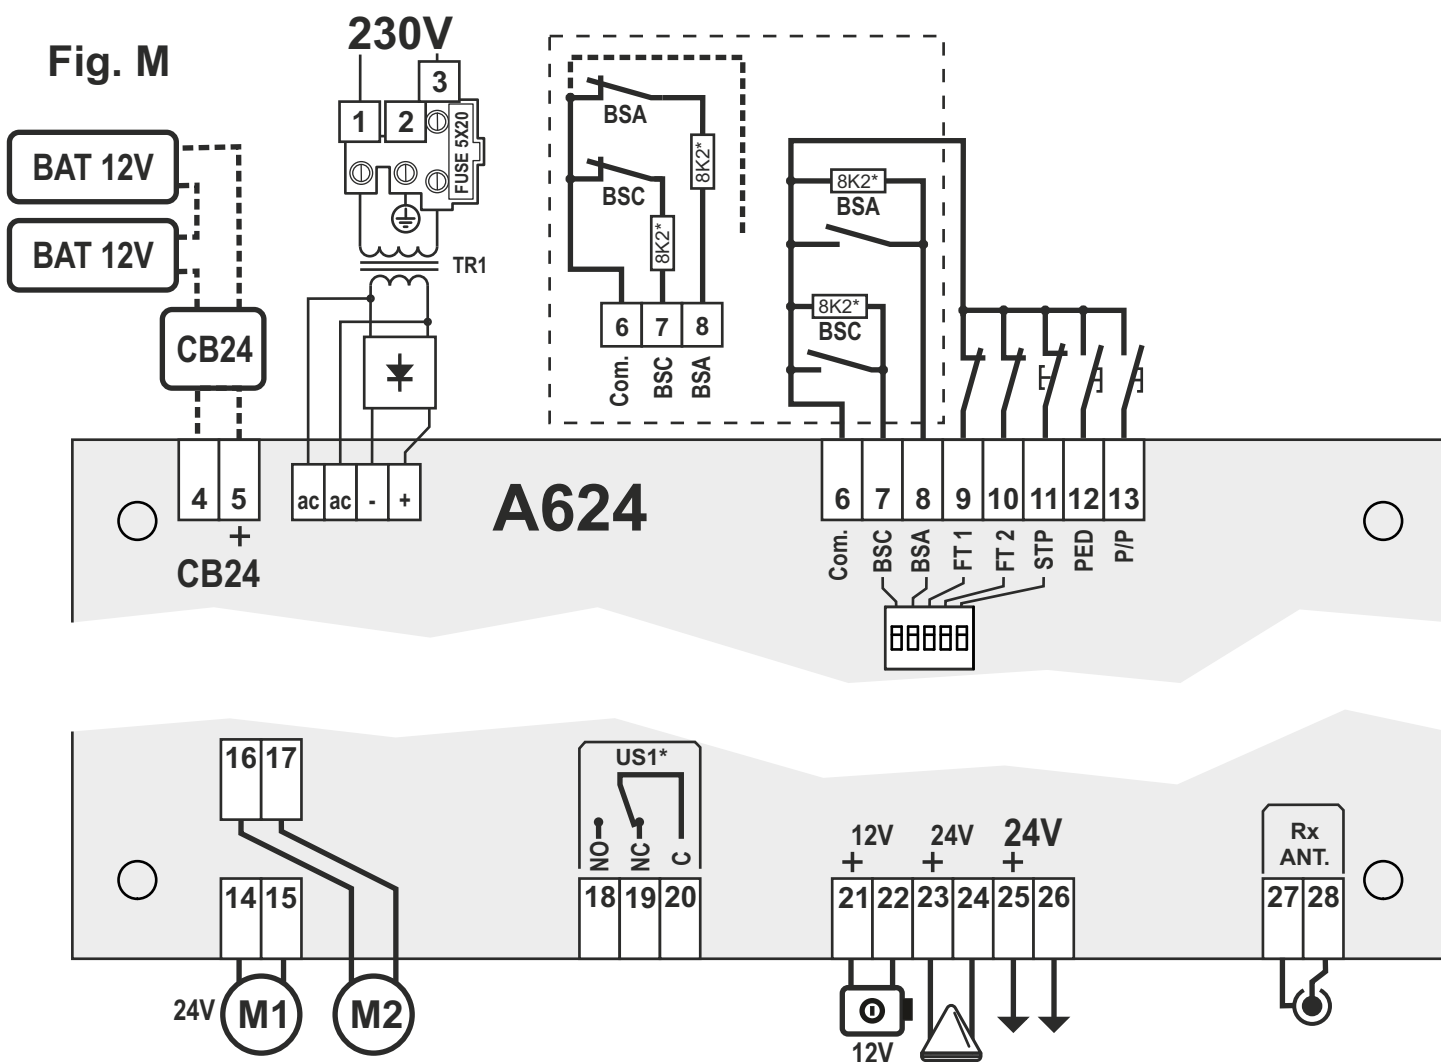 230V
Fig. M
3
1 2
FUSE 5X20
BAT 12V
BAT 12V
TR1
CB24
BSA
8K2*
BSC
8K2*
6 7 8
Com. BSC BSA
8K2*
BSA
8K2*
BSC
4 5
+
CB24
ac ac - +
A624
6 7 8 9 10 11 12 13
Com. BSC BSA FT 1 FT 2 STP PED P/P
16 17
14 15
24V
M1
M2
US1*
NO NC C
18 19 20
12V 24V 24V
+ + +
21 22 23 24 25 26
12V
Rx
ANT.
27 28